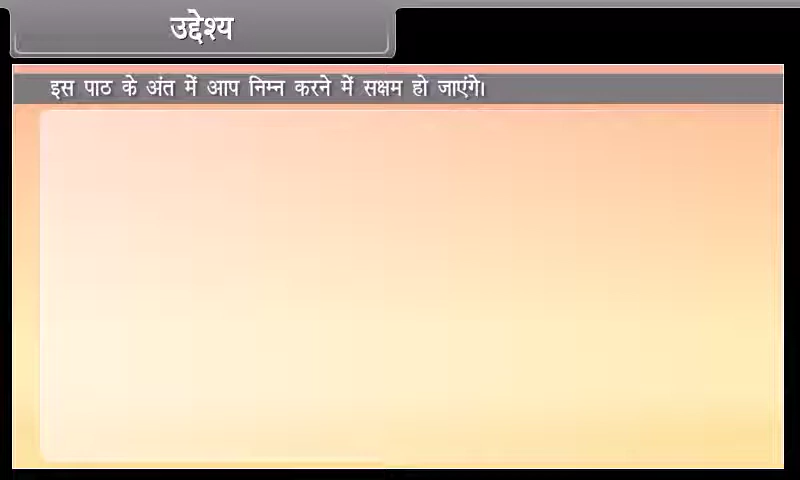 उद्देश्य
इस पाठ के अंत में आप निम्न करने में सक्षम हो जाएंगे।